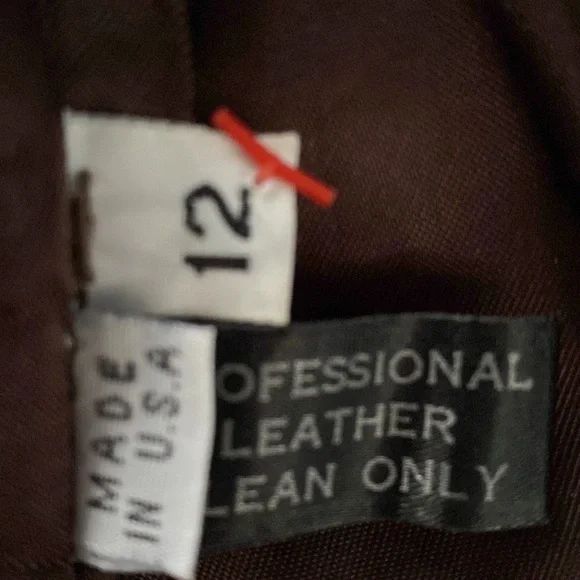 12
MADE
IN U.S.A
OFESSIONAL
LEATHER
LEAN ONLY